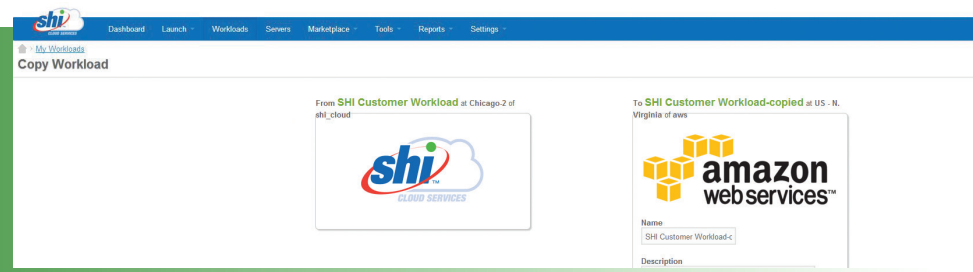 shi
CLOUD SERVICES
Dashboard Launch Workloads Servers Marketplace Tools Reports Settings
My Workloads
Copy Workload
From SHI Customer Workload at Chicago-2 of
shi_cloud
shi TM
CLOUD SERVICES
To SHI Customer Workload-copied at US - N.
Virginia of aws
amazon
web services™
Name
SHI Customer Workload-c
Description